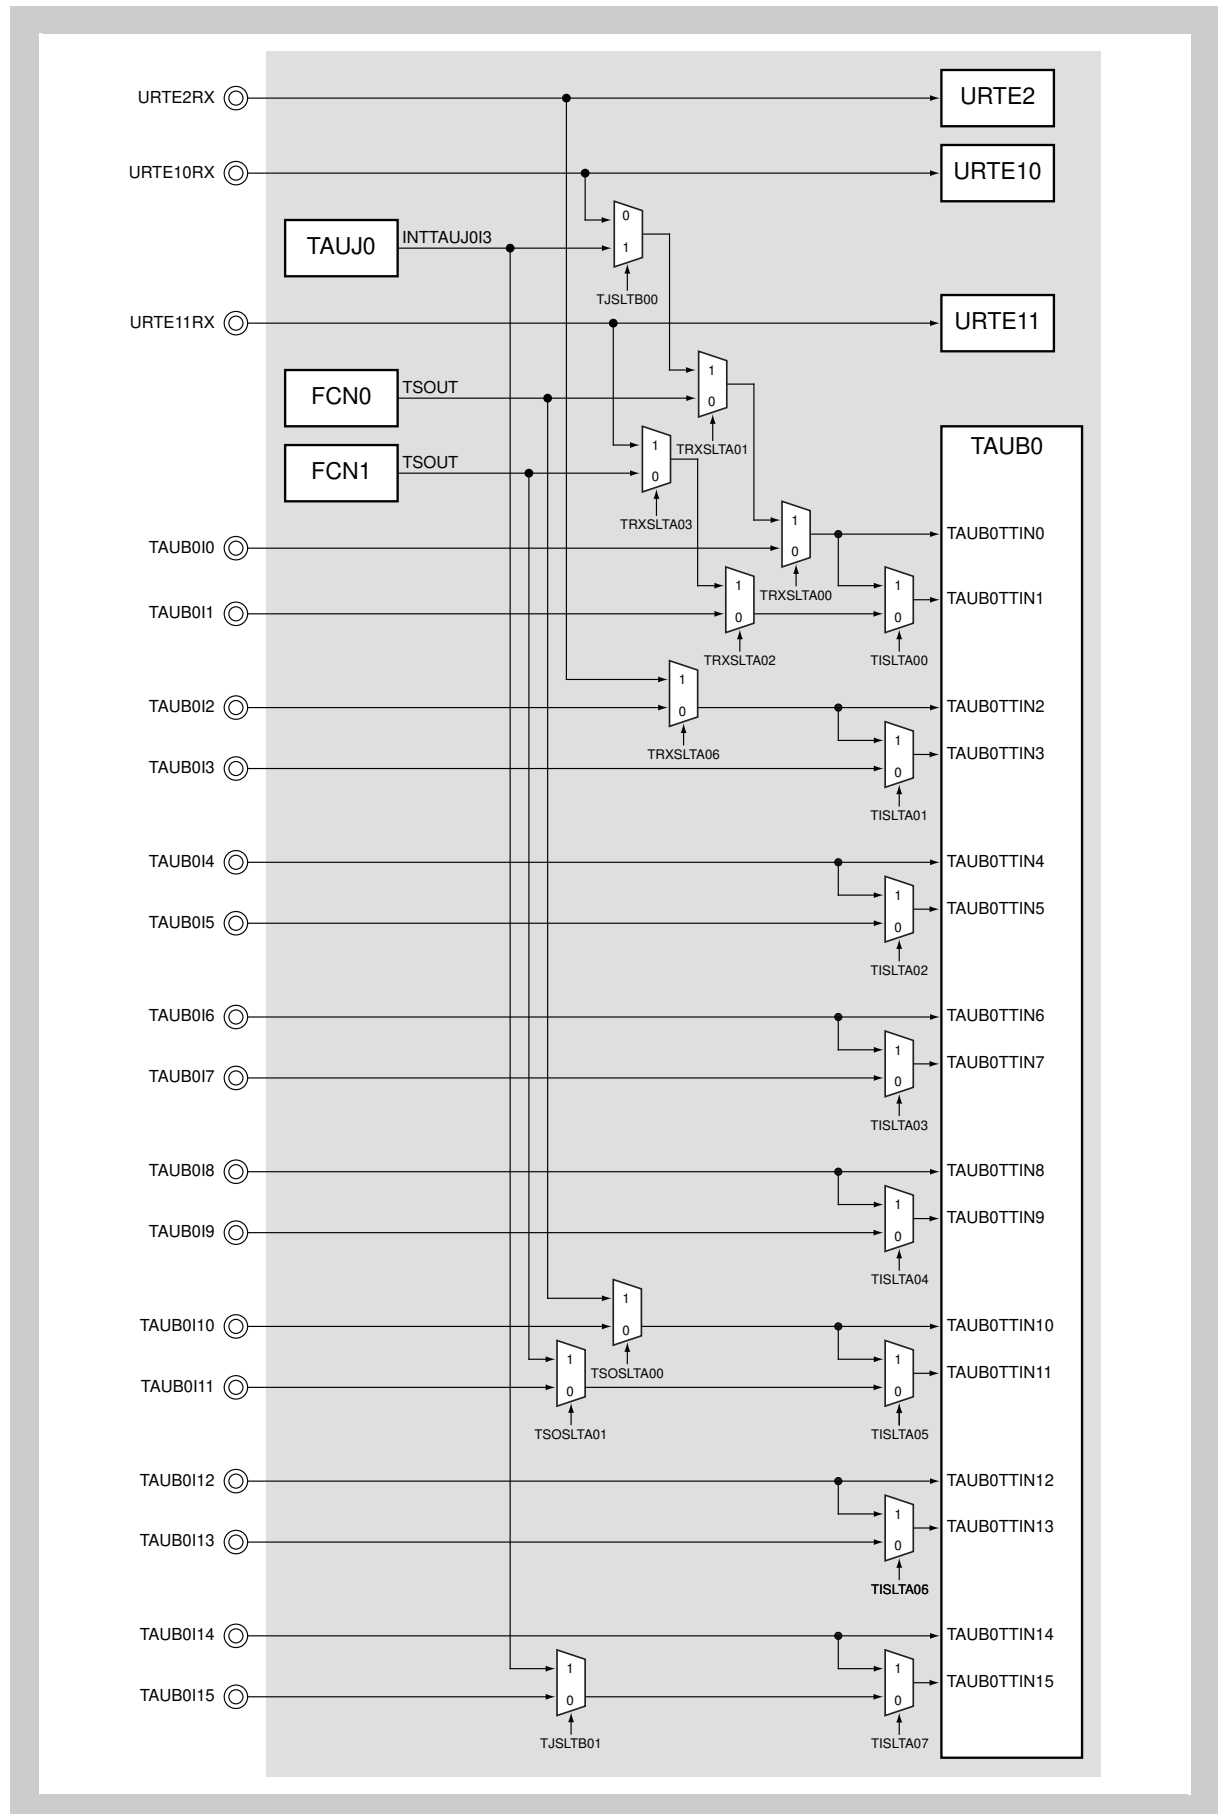 URTE2RX
URTE2
URTE10RX
URTE10
0
TAUJ0
INTTAUJ0I3
1
TJSLTB00
URTE11RX
URTE11
1
FCN0
TSOUT
0
TRXSLTA01
TAUB0
1
FCN1
TSOUT
0
TRXSLTA03
1
TAUB0TTIN0
TAUB0I0
0
TRXSLTA00
1
1
TAUB0TTIN1
TAUB0I1
0
0
TRXSLTA02
TISLTA00
1
TAUB0I2
0
TAUB0TTIN2
TRXSLTA06
1
TAUB0TTIN3
TAUB0I3
0
TISLTA01
TAUB0I4
TAUB0TTIN4
1
TAUB0TTIN5
TAUB0I5
0
TISLTA02
TAUB0I6
TAUB0TTIN6
1
TAUB0TTIN7
TAUB0I7
0
TISLTA03
TAUB0I8
TAUB0TTIN8
1
TAUB0TTIN9
TAUB0I9
0
TISLTA04
1
TAUB0I10
0
TAUB0TTIN10
TSOSLTA00
1
1
TAUB0TTIN11
TAUB0I11
0
0
TSOSLTA01
TISLTA05
TAUB0I12
TAUB0TTIN12
1
TAUB0TTIN13
TAUB0I13
0
TISLTA06
TAUB0I14
TAUB0TTIN14
1
1
TAUB0TTIN15
TAUB0I15
0
0
TJSLTB01
TISLTA07